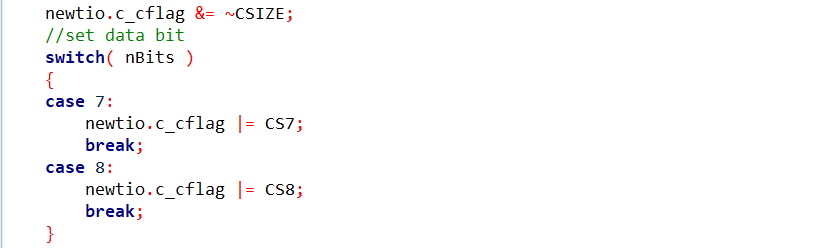 newtio.c_cflag &= ~CSIZE;
//set data bit
switch( nBits )
{
case 7:
    newtio.c_cflag |= CS7;
    break;
case 8:
    newtio.c_cflag |= CS8;
    break;
}